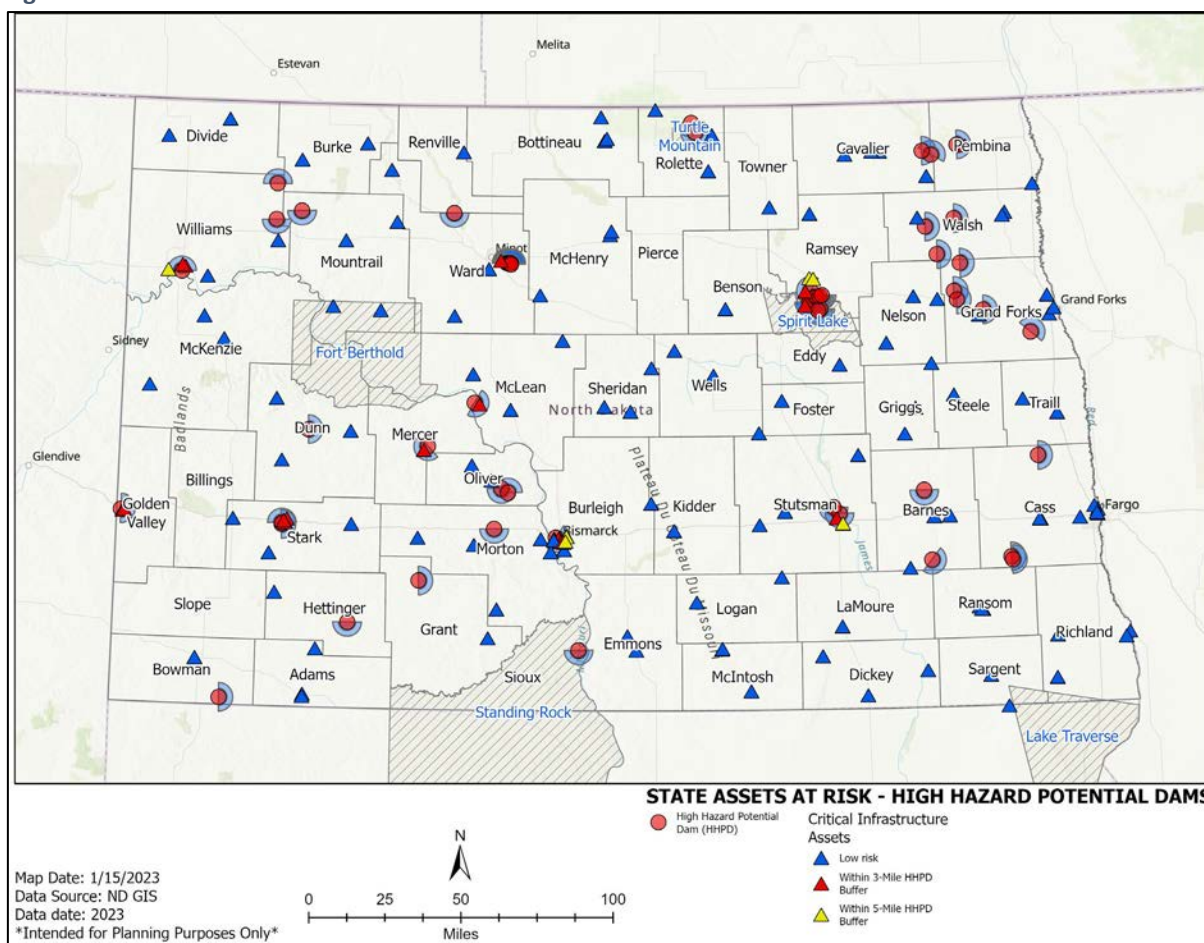 Melita
Estevan
Divide
Burke
Renville
Bottineau
Turtle
Mountain
Rolette
Towner
Cavalier
Pembina
Williams
Mountrail
Minot
Ward
McHenry
Pierce
Ramsey
Walsh
Benson
Spirit Lake
Nelson
Grand Forks
Grand Forks
Sidney
McKenzie
Fort Berthold
Eddy
McLean
Sheridan
Wells
North Dakota
Foster
Griggs
Steele
Traill
Red
Badlands
Dunn
Mercer
Glendive
Billings
Oliver
Golden
Valley
Burleigh
Plateau Du Coteau Du Missouri
Kidder
Stutsman
Barnes
Cass
Fargo
Stark
Bismarck
Morton
James
Slope
Hettinger
Grant
Logan
LaMoure
Ransom
Emmons
Richland
Bowman
Adams
Sioux
McIntosh
Dickey
Sargent
Standing Rock
Lake Traverse
STATE ASSETS AT RISK - HIGH HAZARD POTENTIAL DAMS
High Hazard Potential
Dam (HHPD)
Critical Infrastructure
Assets
Low risk
Within 3-Mile HHPD
Buffer
Within 5-Mile HHPD
Buffer
N
0 25 50 100
Miles
Map Date: 1/15/2023
Data Source: ND GIS
Data date: 2023
*Intended for Planning Purposes Only*